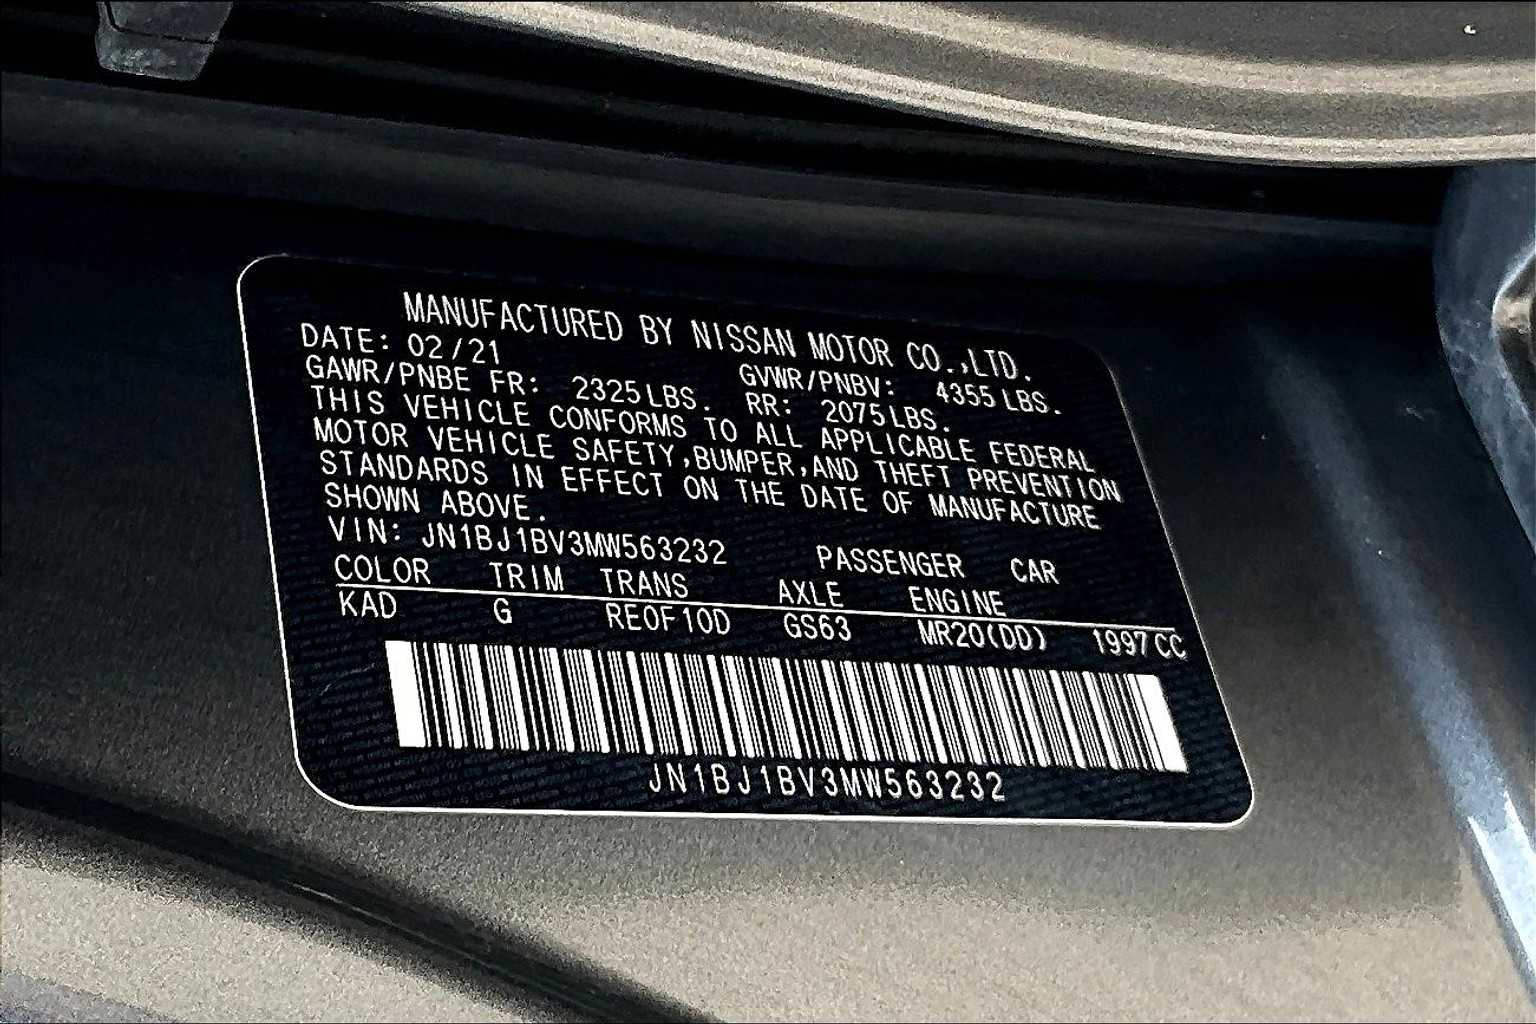 MANUFACTURED BY NISSAN MOTOR CO.,LTD.
DATE: 02/21
GVWR/PNBV: 4355 LBS.
GAWR/PNBE FR: 2325 LBS. RR: 2075 LBS.
THIS VEHICLE CONFORMS TO ALL APPLICABLE FEDERAL
MOTOR VEHICLE SAFETY,BUMPER,AND THEFT PREVENTION
STANDARDS IN EFFECT ON THE DATE OF MANUFACTURE
SHOWN ABOVE.
VIN: JN1BJ1BV3MW563232 PASSENGER CAR
COLOR TRIM TRANS AXLE ENGINE
KAD G RE0F10D GS63 MR20(DD) 1997CC
JN1BJ1BV3MW563232